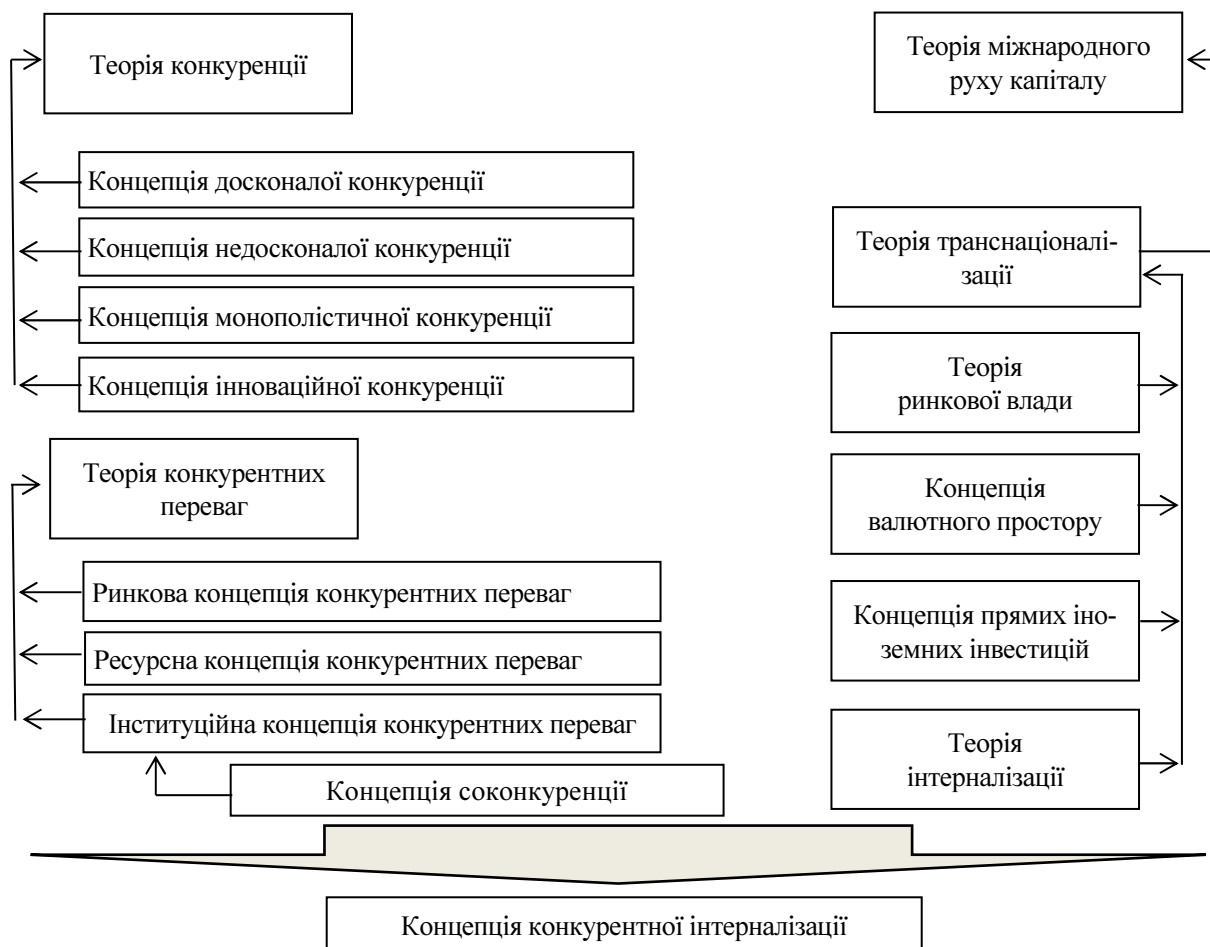 Теорія конкуренції
Концепція досконалої конкуренції
Концепція недосконалої конкуренції
Концепція монополістичної конкуренції
Концепція інноваційної конкуренції
Теорія конкурентних
переваг
Ринкова концепція конкурентних переваг
Ресурсна концепція конкурентних переваг
Інституційна концепція конкурентних переваг
Концепція соконкуренції
Теорія міжнародного
руху капіталу
Теорія транснаціоналі-
зації
Теорія
ринкової влади
Концепція
валютного простору
Концепція прямих іно-
земних інвестицій
Теорія
інтерналізації
Концепція конкурентної інтерналізації